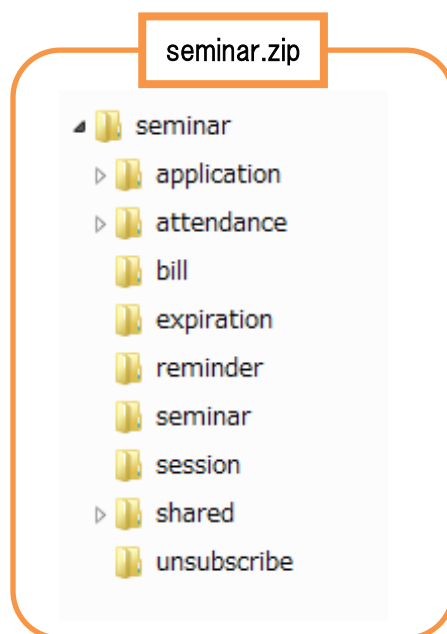 seminar.zip
seminar
application
attendance
bill
expiration
reminder
seminar
session
shared
unsubscribe